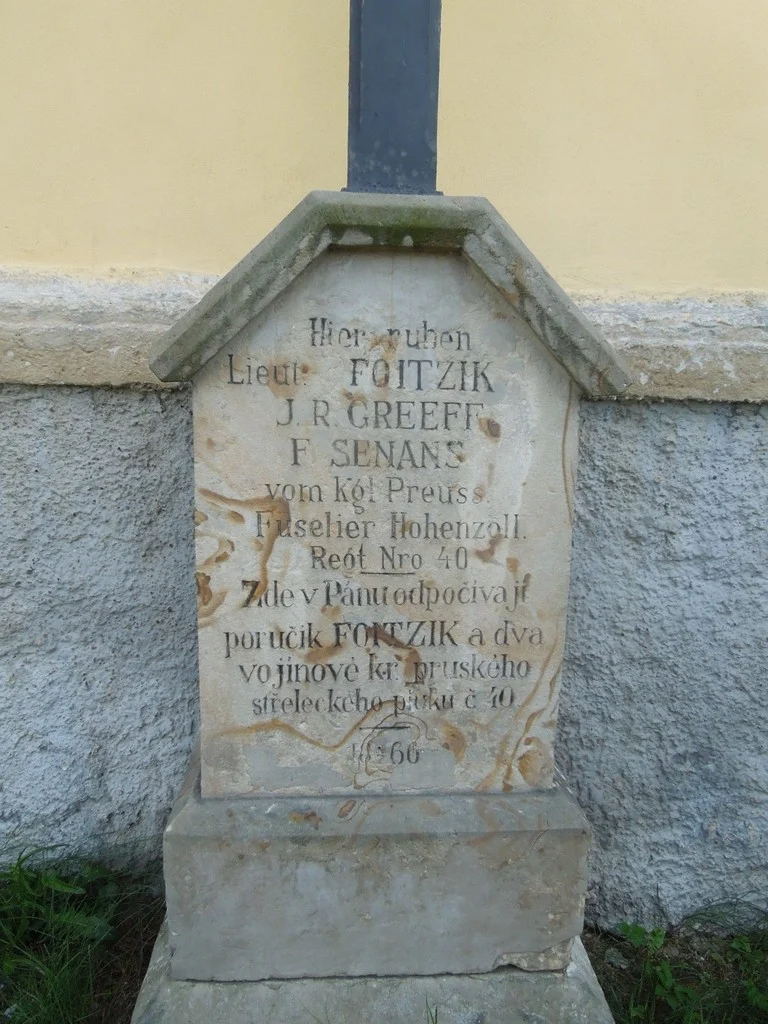 Hier ruhen
Lieut. FOITZIK
J. R. GREEFF
F SENANS
vom kgl Preuss.
Füselier Hohenzoll.
Regt Nro 40
Zde v Pánu odpočívají
poručík FOITZIK a dva
vojínové kr. pruského
střeleckého pluku č 40
1866